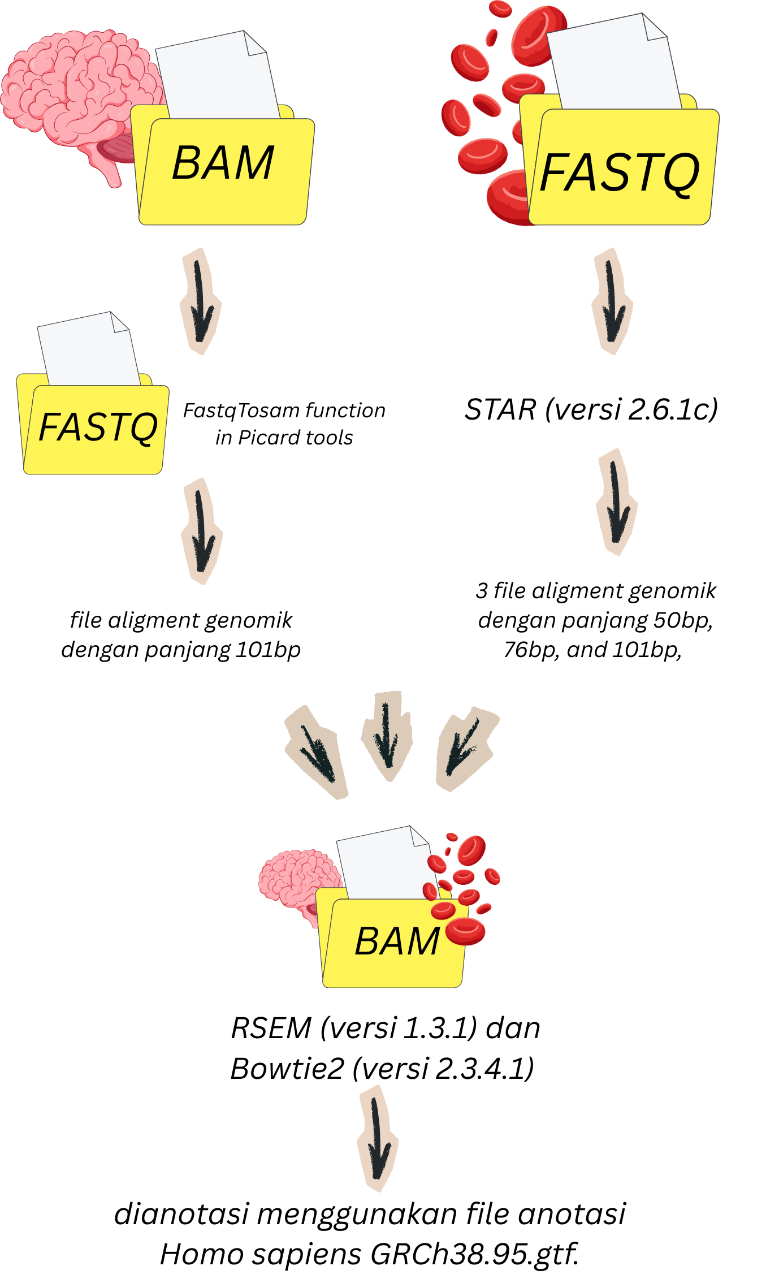 BAM
FASTQ
FASTQ
FastqTosam function
in Picard tools
STAR (versi 2.6.1c)
file aligment genomik
dengan panjang 101bp
3 file aligment genomik
dengan panjang 50bp,
76bp, and 101bp,
BAM
RSEM (versi 1.3.1) dan
Bowtie2 (versi 2.3.4.1)
dianotasi menggunakan file anotasi
Homo sapiens GRCh38.95.gtf.